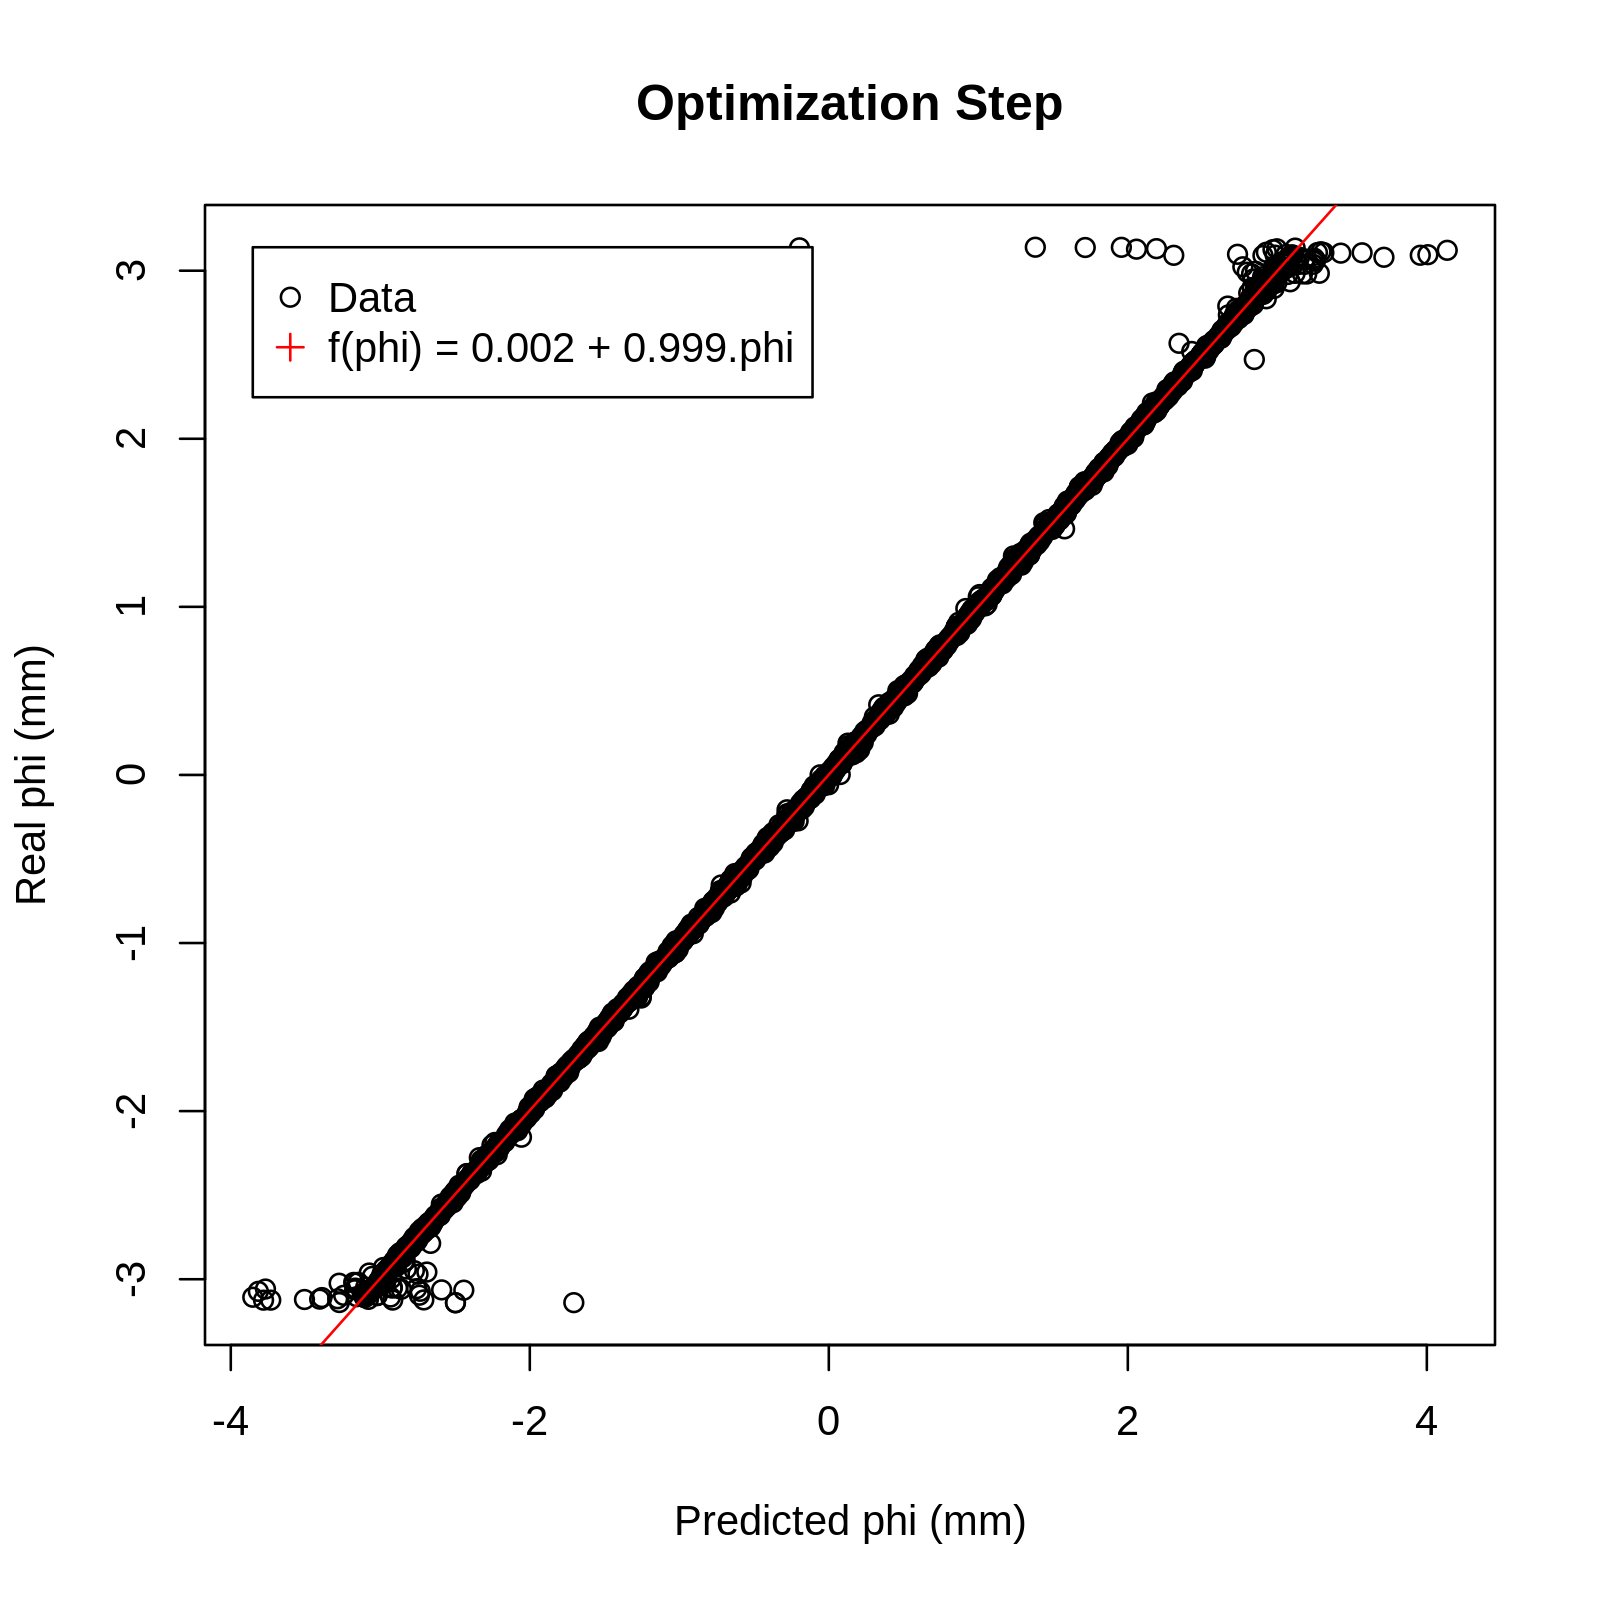 Optimization Step
Data
f(phi) = 0.002 + 0.999.phi
Real phi (mm)
3
2
1
0
-1
-2
-3
-4
-2
0
2
4
Predicted phi (mm)